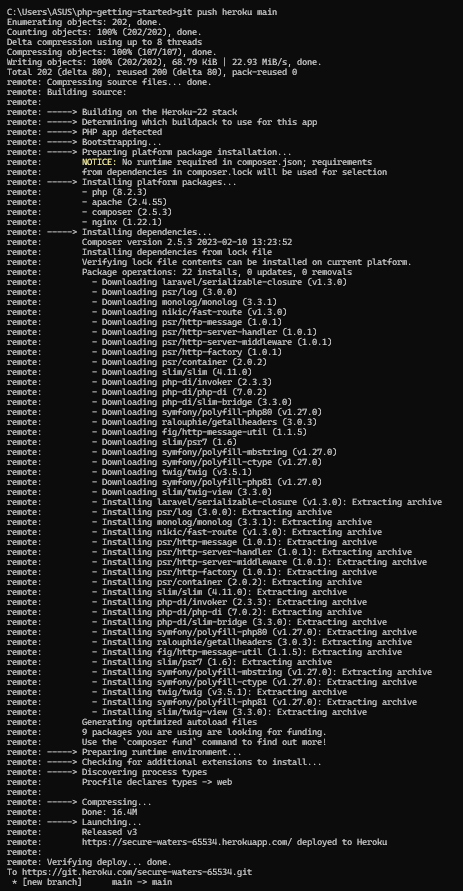 C:\Users\ASUS\php-getting-started>git push heroku main
Enumerating objects: 202, done.
Counting objects: 100% (202/202), done.
Delta compression using up to 8 threads
Compressing objects: 100% (107/107), done.
Writing objects: 100% (202/202), 68.79 KiB | 22.93 MiB/s, done.
Total 202 (delta 80), reused 200 (delta 80), pack-reused 0
remote: Compressing source files... done.
remote: Building source:
remote:
remote: -----> Building on the Heroku-22 stack
remote: -----> Determining which buildpack to use for this app
remote: -----> PHP app detected
remote: -----> Bootstrapping...
remote: -----> Preparing platform package installation...
remote:        NOTICE: No runtime required in composer.json; requirements
remote:        from dependencies in composer.lock will be used for selection
remote: -----> Installing platform packages...
remote:        - php (8.2.3)
remote:        - apache (2.4.55)
remote:        - composer (2.5.3)
remote:        - nginx (1.22.1)
remote: -----> Installing dependencies...
remote:        Composer version 2.5.3 2023-02-10 13:23:52
remote:        Installing dependencies from lock file
remote:        Verifying lock file contents can be installed on current platform.
remote:        Package operations: 22 installs, 0 updates, 0 removals
remote:          - Downloading laravel/serializable-closure (v1.3.0)
remote:          - Downloading psr/log (3.0.0)
remote:          - Downloading monolog/monolog (3.3.1)
remote:          - Downloading nikic/fast-route (v1.3.0)
remote:          - Downloading psr/http-message (1.0.1)
remote:          - Downloading psr/http-server-handler (1.0.1)
remote:          - Downloading psr/http-server-middleware (1.0.1)
remote:          - Downloading psr/http-factory (1.0.1)
remote:          - Downloading psr/container (2.0.2)
remote:          - Downloading slim/slim (4.11.0)
remote:          - Downloading php-di/invoker (2.3.3)
remote:          - Downloading php-di/php-di (7.0.2)
remote:          - Downloading php-di/slim-bridge (3.3.0)
remote:          - Downloading symfony/polyfill-php80 (v1.27.0)
remote:          - Downloading ralouphie/getallheaders (3.0.3)
remote:          - Downloading fig/http-message-util (1.1.5)
remote:          - Downloading slim/psr7 (1.6)
remote:          - Downloading symfony/polyfill-mbstring (v1.27.0)
remote:          - Downloading symfony/polyfill-ctype (v1.27.0)
remote:          - Downloading twig/twig (v3.5.1)
remote:          - Downloading symfony/polyfill-php81 (v1.27.0)
remote:          - Downloading slim/twig-view (3.3.0)
remote:          - Installing laravel/serializable-closure (v1.3.0): Extracting archive
remote:          - Installing psr/log (3.0.0): Extracting archive
remote:          - Installing monolog/monolog (3.3.1): Extracting archive
remote:          - Installing nikic/fast-route (v1.3.0): Extracting archive
remote:          - Installing psr/http-message (1.0.1): Extracting archive
remote:          - Installing psr/http-server-handler (1.0.1): Extracting archive
remote:          - Installing psr/http-server-middleware (1.0.1): Extracting archive
remote:          - Installing psr/http-factory (1.0.1): Extracting archive
remote:          - Installing psr/container (2.0.2): Extracting archive
remote:          - Installing slim/slim (4.11.0): Extracting archive
remote:          - Installing php-di/invoker (2.3.3): Extracting archive
remote:          - Installing php-di/php-di (7.0.2): Extracting archive
remote:          - Installing php-di/slim-bridge (3.3.0): Extracting archive
remote:          - Installing symfony/polyfill-php80 (v1.27.0): Extracting archive
remote:          - Installing ralouphie/getallheaders (3.0.3): Extracting archive
remote:          - Installing fig/http-message-util (1.1.5): Extracting archive
remote:          - Installing slim/psr7 (1.6): Extracting archive
remote:          - Installing symfony/polyfill-mbstring (v1.27.0): Extracting archive
remote:          - Installing symfony/polyfill-ctype (v1.27.0): Extracting archive
remote:          - Installing twig/twig (v3.5.1): Extracting archive
remote:          - Installing symfony/polyfill-php81 (v1.27.0): Extracting archive
remote:          - Installing slim/twig-view (3.3.0): Extracting archive
remote:        Generating optimized autoload files
remote:        9 packages you are using are looking for funding.
remote:        Use the `composer fund` command to find out more!
remote: -----> Preparing runtime environment...
remote: -----> Checking for additional extensions to install...
remote: -----> Discovering process types
remote:        Procfile declares types -> web
remote:
remote: -----> Compressing...
remote:        Done: 16.4M
remote: -----> Launching...
remote:        Released v3
remote:        https://secure-waters-65534.herokuapp.com/ deployed to Heroku
remote:
remote: Verifying deploy... done.
To https://git.heroku.com/secure-waters-65534.git
 * [new branch]      main -> main